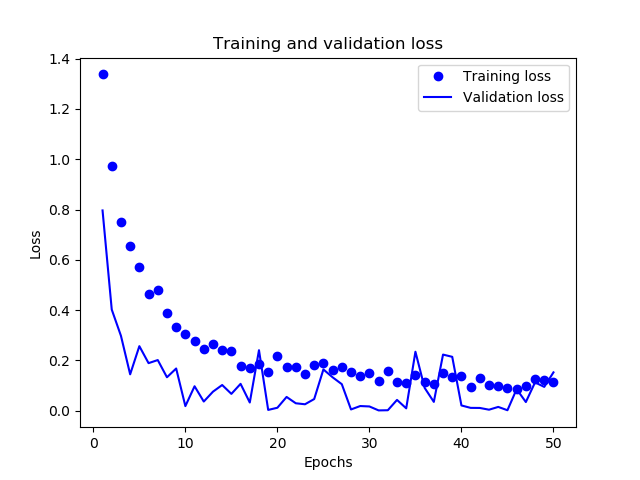 Training and validation loss
1.4
1.2
1.0
0.8
0.6
0.4
0.2
0.0
Loss
Training loss
Validation loss
0 10 20 30 40 50
Epochs